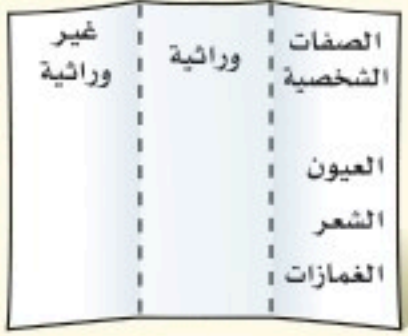 الصفات
الشخصية
العيون
الشعر
الغمازات
وراثية
غير
وراثية